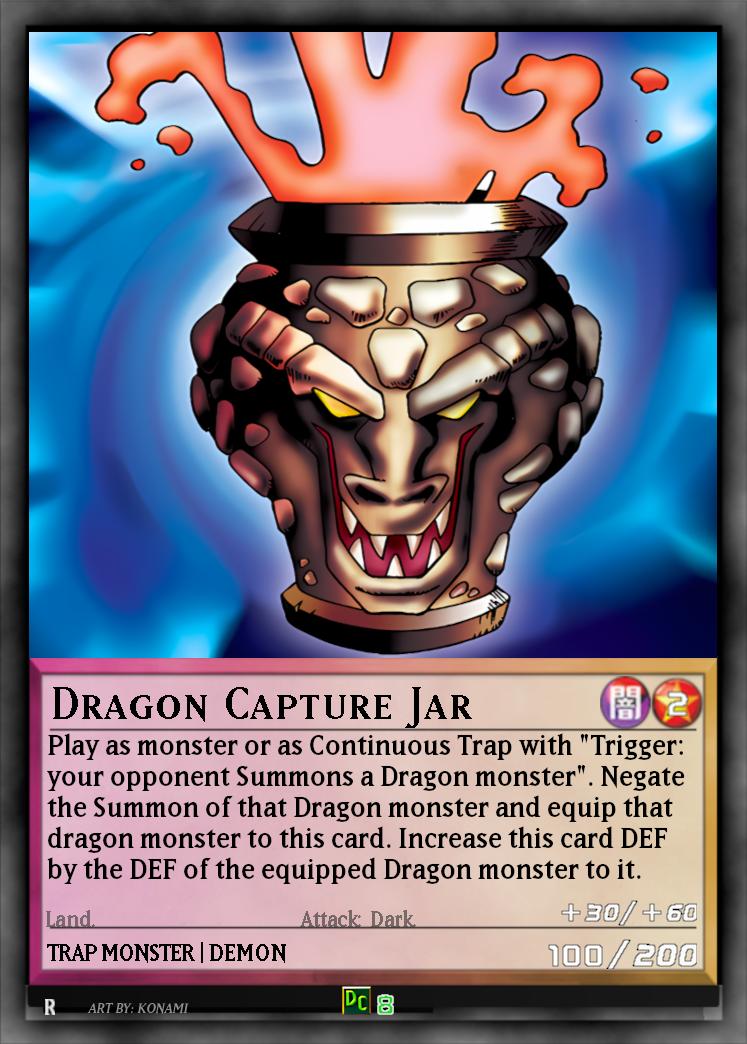 Dragon Capture Jar 闇 2
Play as monster or as Continuous Trap with "Trigger:
your opponent Summons a Dragon monster". Negate
the Summon of that Dragon monster and equip that
dragon monster to this card. Increase this card DEF
by the DEF of the equipped Dragon monster to it.
Land. Attack: Dark. +30/+60
TRAP MONSTER | DEMON 100/200
R ART BY: KONAMI DC 8